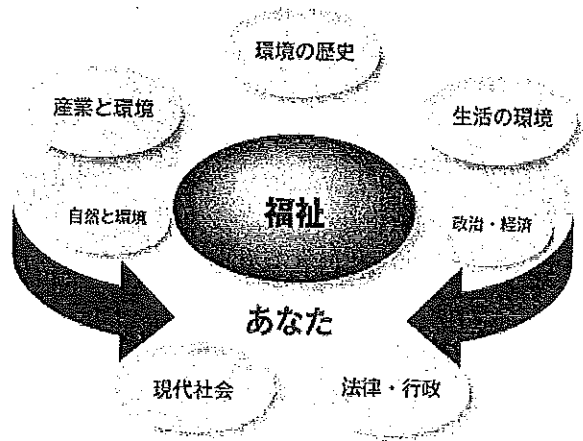 環境の歴史
産業と環境
生活の環境
自然と環境
福祉
政治・経済
あなた
現代社会
法律・行政